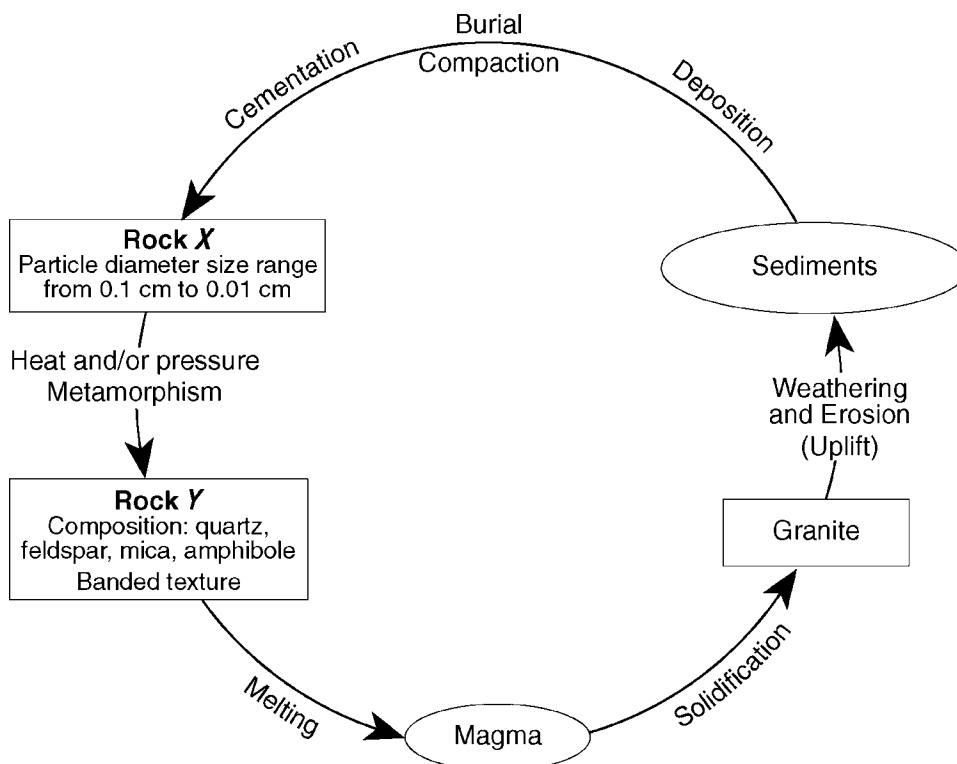 Burial
Compaction
Cementation
Deposition
Rock X
Particle diameter size range
from 0.1 cm to 0.01 cm
Sediments
Heat and/or pressure
Metamorphism
Weathering
and Erosion
(Uplift)
Rock Y
Composition: quartz,
feldspar, mica, amphibole
Banded texture
Granite
Melting
Magma
Solidification